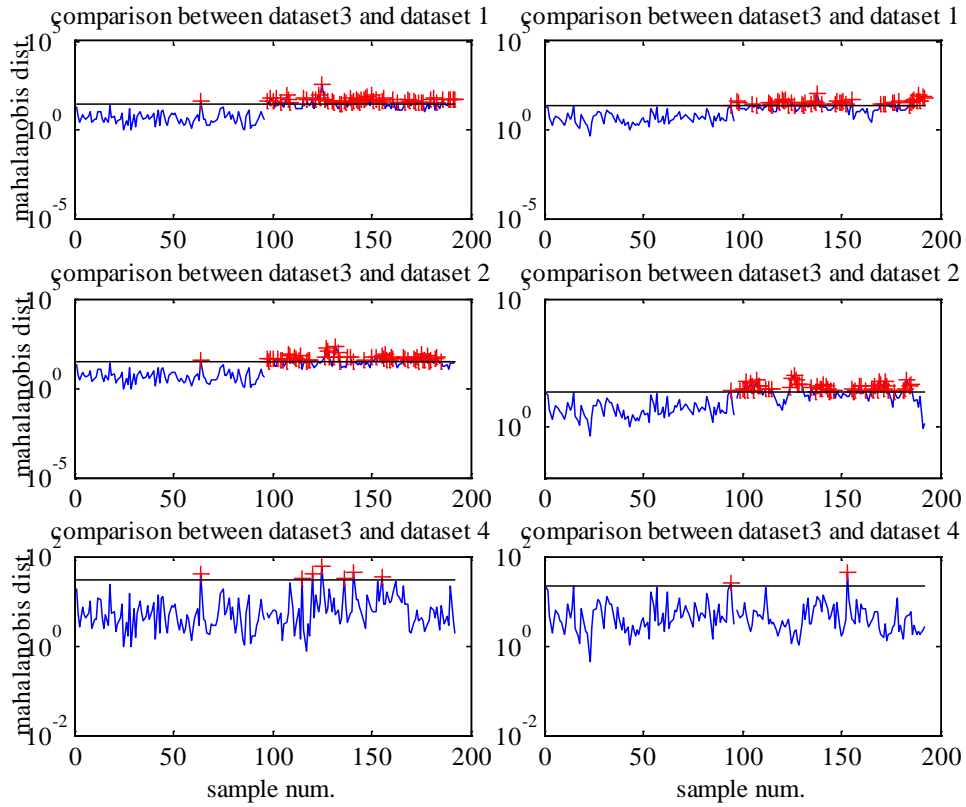 comparison between dataset3 and dataset 1
comparison between dataset3 and dataset 1
mahalanobis dist.
10^5
10^0
10^-5
0 50 100 150 200
10^5
10^0
10^-5
0 50 100 150 200
comparison between dataset3 and dataset 2
comparison between dataset3 and dataset 2
mahalanobis dist.
10^5
10^0
10^-5
0 50 100 150 200
10^5
10^0
0 50 100 150 200
comparison between dataset3 and dataset 4
comparison between dataset3 and dataset 4
mahalanobis dist.
10^2
10^0
10^-2
0 50 100 150 200
sample num.
10^2
10^0
10^-2
0 50 100 150 200
sample num.